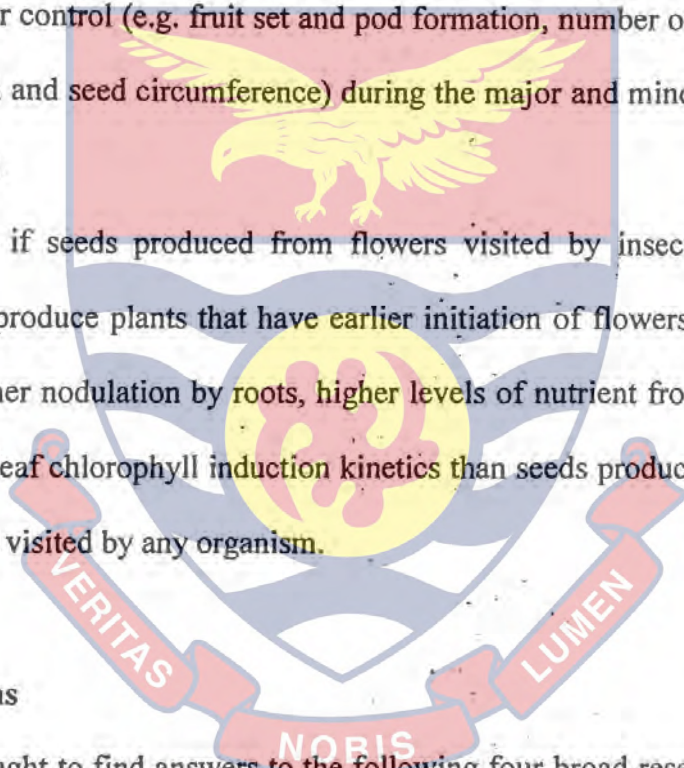 r control (e.g. fruit set and pod formation, number o
and seed circumference) during the major and mino
if seeds produced from flowers visited by insec
produce plants that have earlier initiation of flowers
ner nodulation by roots, higher levels of nutrient fro
eaf chlorophyll induction kinetics than seeds produc
visited by any organism.
VERITAS
LUMEN
ns
NOBIS
ught to find answers to the following four broad rese